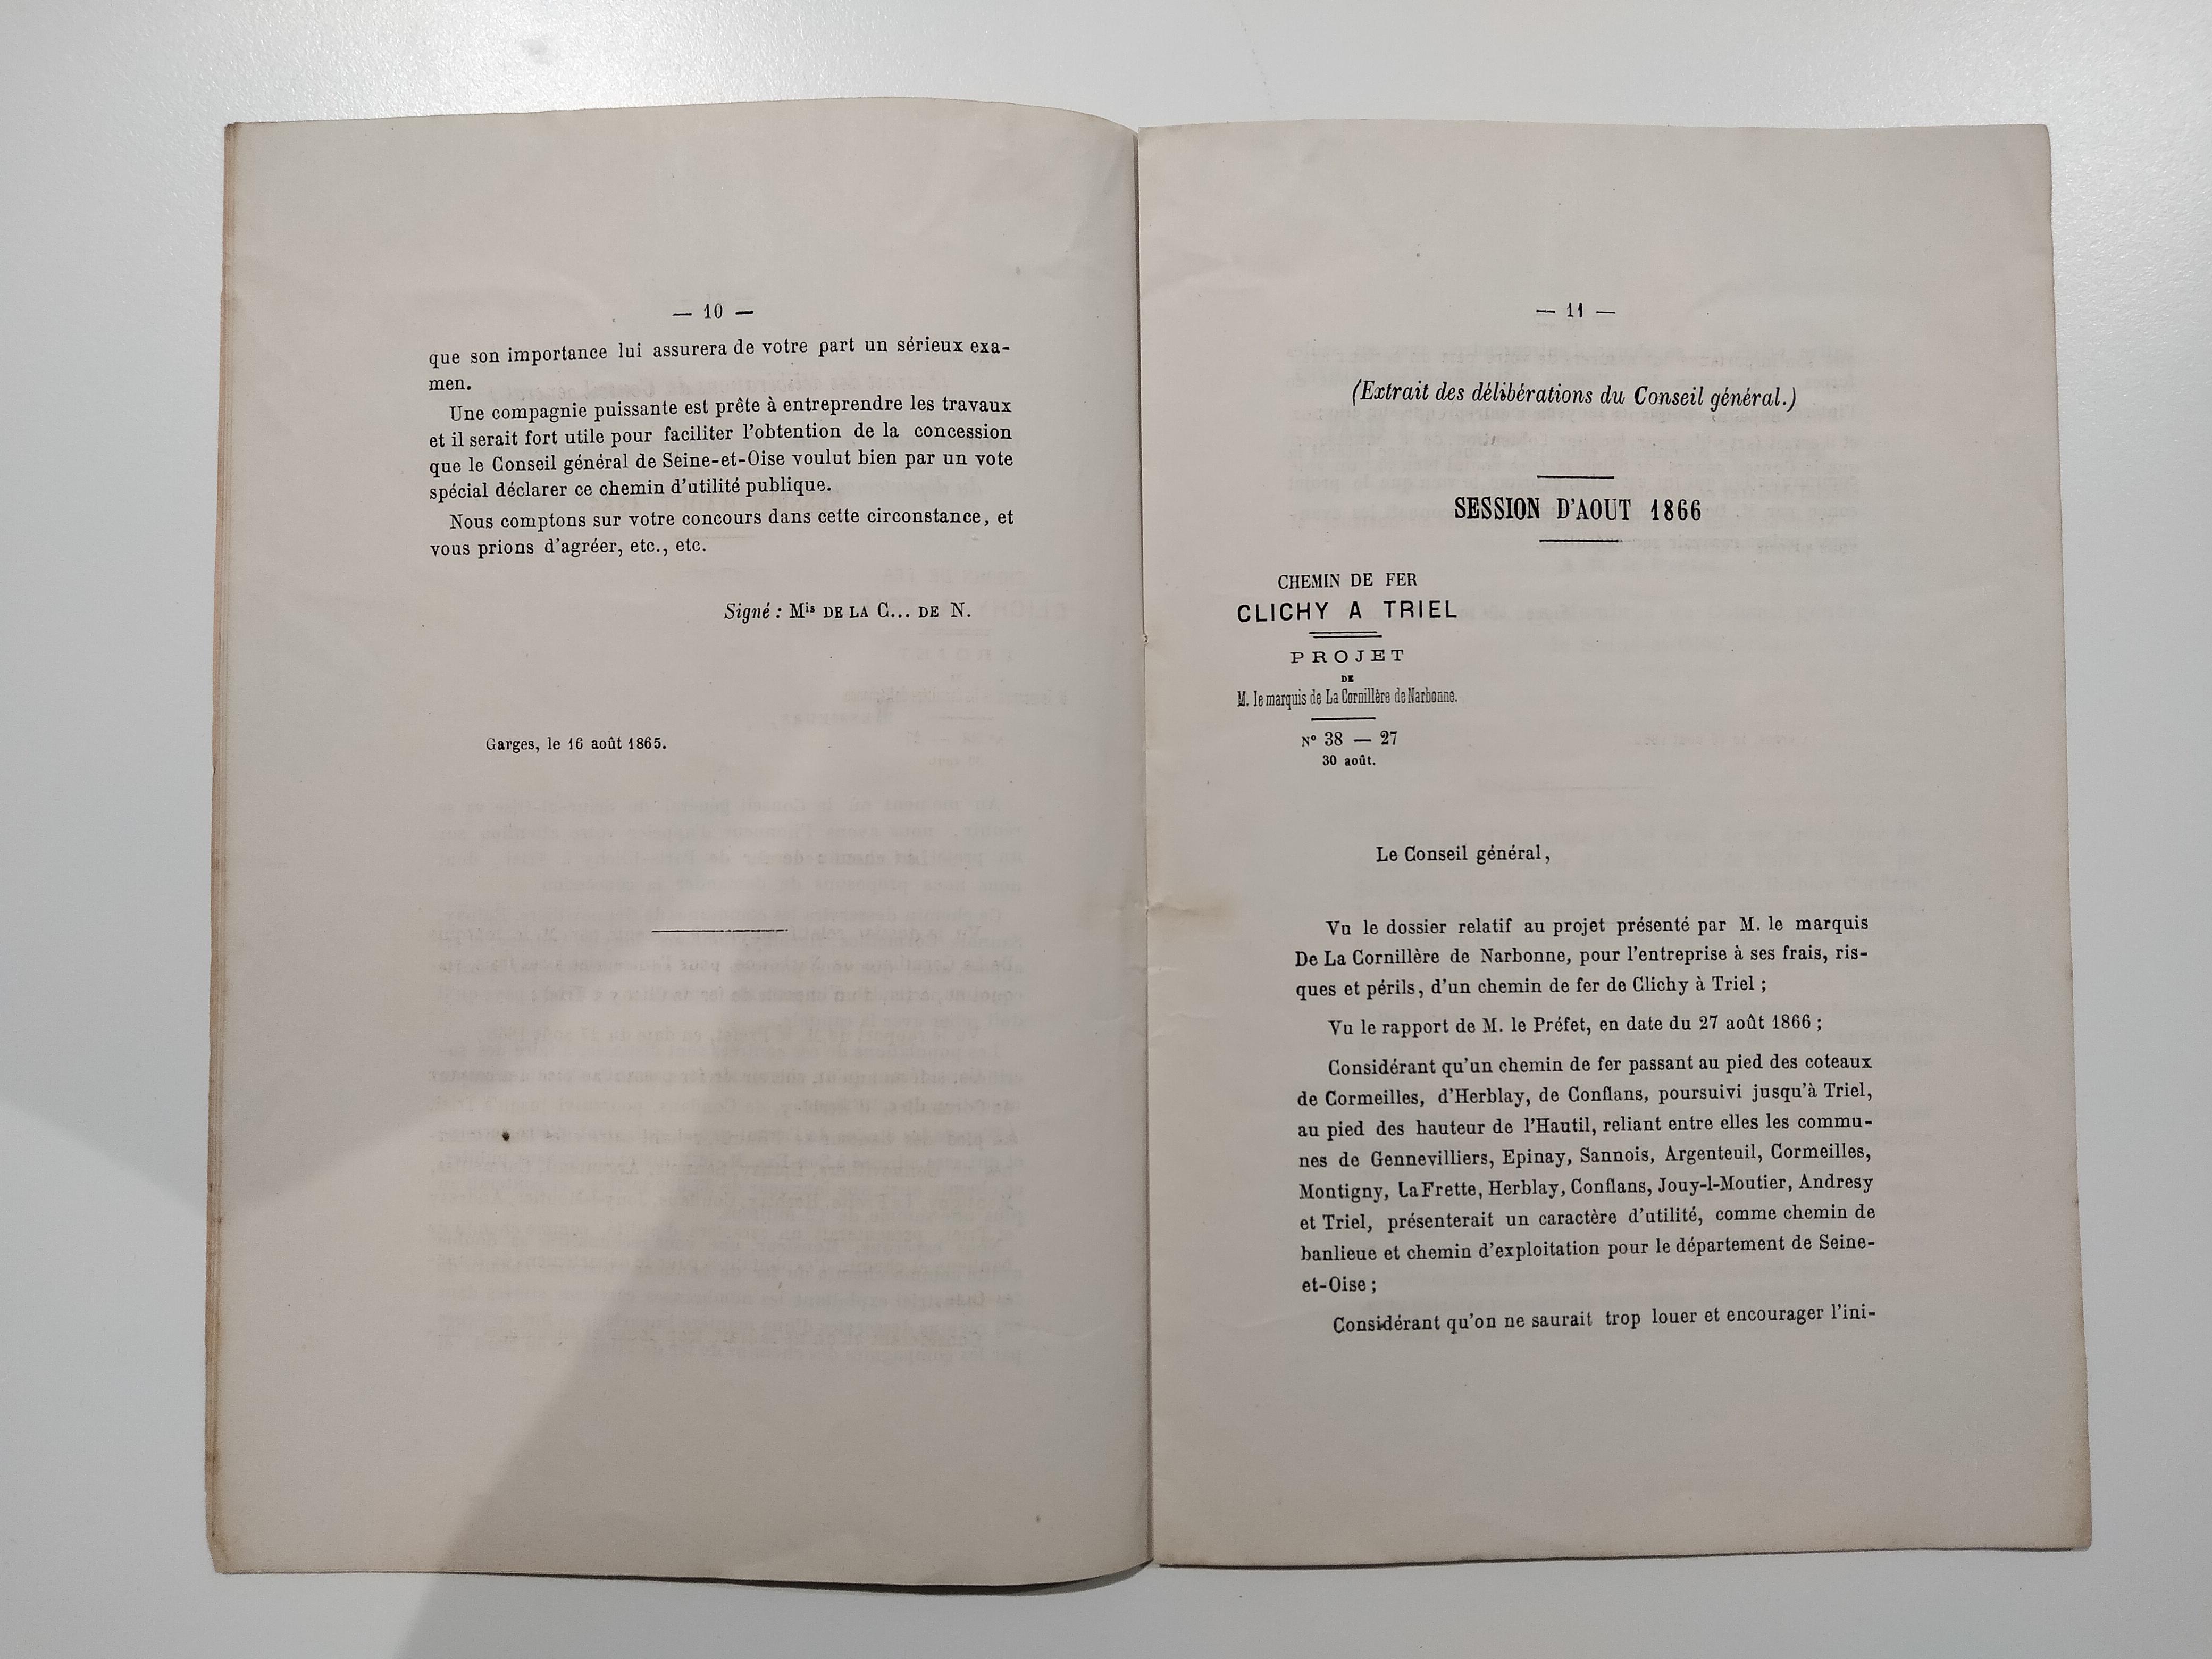 — 10 —
que son importance lui assurera de votre part un sérieux exa-
men.
Une compagnie puissante est prête à entreprendre les travaux
et il serait fort utile pour faciliter l'obtention de la concession
que le Conseil général de Seine-et-Oise voulut bien par un vote
spécial déclarer ce chemin d'utilité publique.
Nous comptons sur votre concours dans cette circonstance, et
vous prions d'agréer, etc., etc.
Signé : Mis DE LA C... DE N.
Garges, le 16 août 1865.
— 11 —
(Extrait des délibérations du Conseil général.)
SESSION D'AOUT 1866
CHEMIN DE FER
CLICHY A TRIEL
PROJET
DE
M. le marquis de La Cornillère de Narbonne.
N° 38 — 27
30 août.
Le Conseil général,
Vu le dossier relatif au projet présenté par M. le marquis
De La Cornillère de Narbonne, pour l'entreprise à ses frais, ris-
ques et périls, d'un chemin de fer de Clichy à Triel ;
Vu le rapport de M. le Préfet, en date du 27 août 1866 ;
Considérant qu'un chemin de fer passant au pied des coteaux
de Cormeilles, d'Herblay, de Conflans, poursuivi jusqu'à Triel,
au pied des hauteur de l'Hautil, reliant entre elles les commu-
nes de Gennevilliers, Epinay, Sannois, Argenteuil, Cormeilles,
Montigny, La Frette, Herblay, Conflans, Jouy-l-Moutier, Andresy
et Triel, présenterait un caractère d'utilité, comme chemin de
banlieue et chemin d'exploitation pour le département de Seine-
et-Oise ;
Considérant qu'on ne saurait trop louer et encourager l'ini-